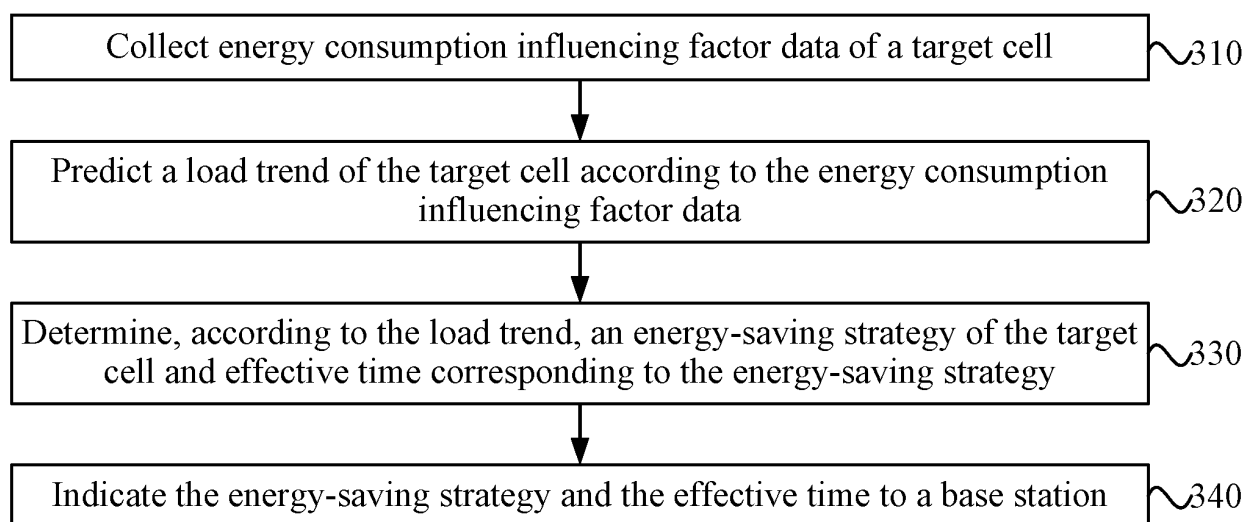 Collect energy consumption influencing factor data of a target cell
310
Predict a load trend of the target cell according to the energy consumption
influencing factor data
320
Determine, according to the load trend, an energy-saving strategy of the target
cell and effective time corresponding to the energy-saving strategy
330
Indicate the energy-saving strategy and the effective time to a base station
340